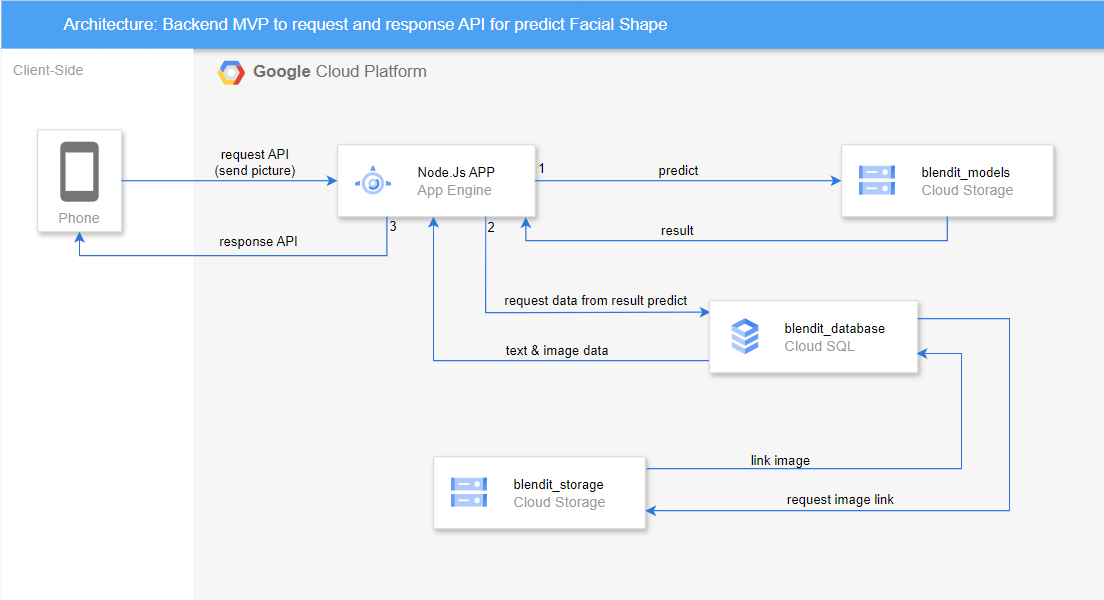 Architecture: Backend MVP to request and response API for predict Facial Shape
Client-Side
Google Cloud Platform
request API
(send picture)
Phone
response API
Node.Js APP
App Engine
1
predict
blendit_models
Cloud Storage
3
2
result
request data from result predict
text & image data
blendit_database
Cloud SQL
link image
request image link
blendit_storage
Cloud Storage